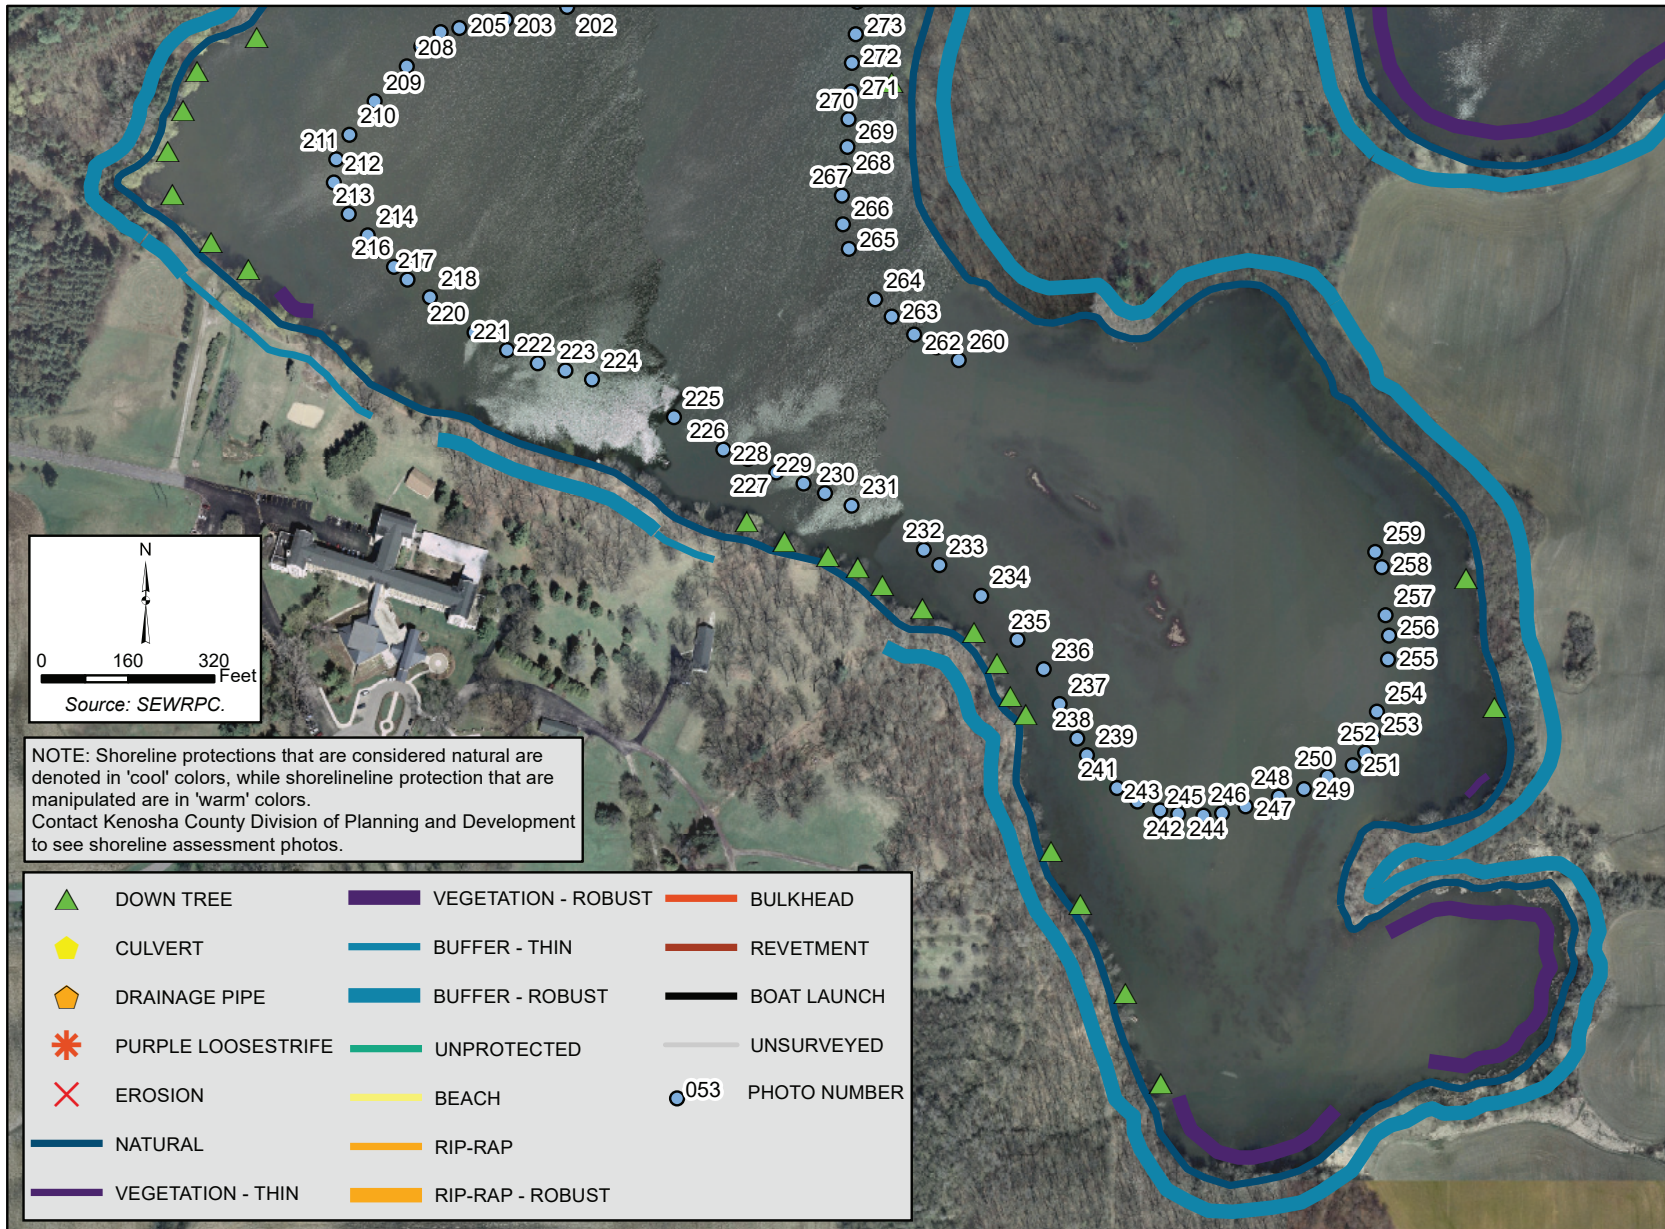 205
203
202
208
209
210
211
212
213
214
216
217
218
220
221
222
223
224
225
226
228
227
229
230
231
232
233
234
235
236
237
238
239
241
243
242
245
244
246
247
248
249
250
251
252
253
254
255
256
257
258
259
260
262
263
264
265
266
267
268
269
270
271
272
273
N
0 160 320
Feet
Source: SEWRPC.
NOTE: Shoreline protections that are considered natural are
denoted in 'cool' colors, while shorelineline protection that are
manipulated are in 'warm' colors.
Contact Kenosha County Division of Planning and Development
to see shoreline assessment photos.
DOWN TREE
CULVERT
DRAINAGE PIPE
PURPLE LOOSESTRIFE
EROSION
NATURAL
VEGETATION - THIN
VEGETATION - ROBUST
BUFFER - THIN
BUFFER - ROBUST
UNPROTECTED
BEACH
RIP-RAP
RIP-RAP - ROBUST
BULKHEAD
REVETMENT
BOAT LAUNCH
UNSURVEYED
053 PHOTO NUMBER